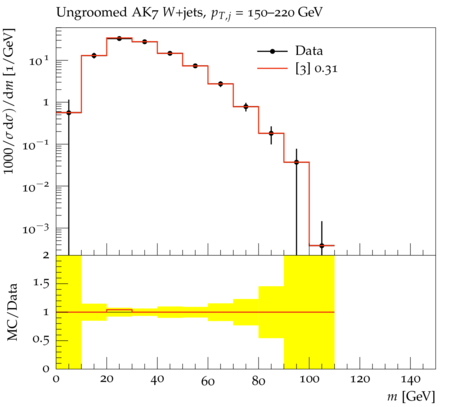 Ungroomed AK7 W+jets, p_{T,j} = 150–220 GeV
1000/σ dσ)/dm [1/GeV]
10^1
1
10^−1
10^−2
10^−3
Data
[3] 0.31
MC/Data
2
1.5
1
0.5
0
0 20 40 60 80 100 120 140
m [GeV]